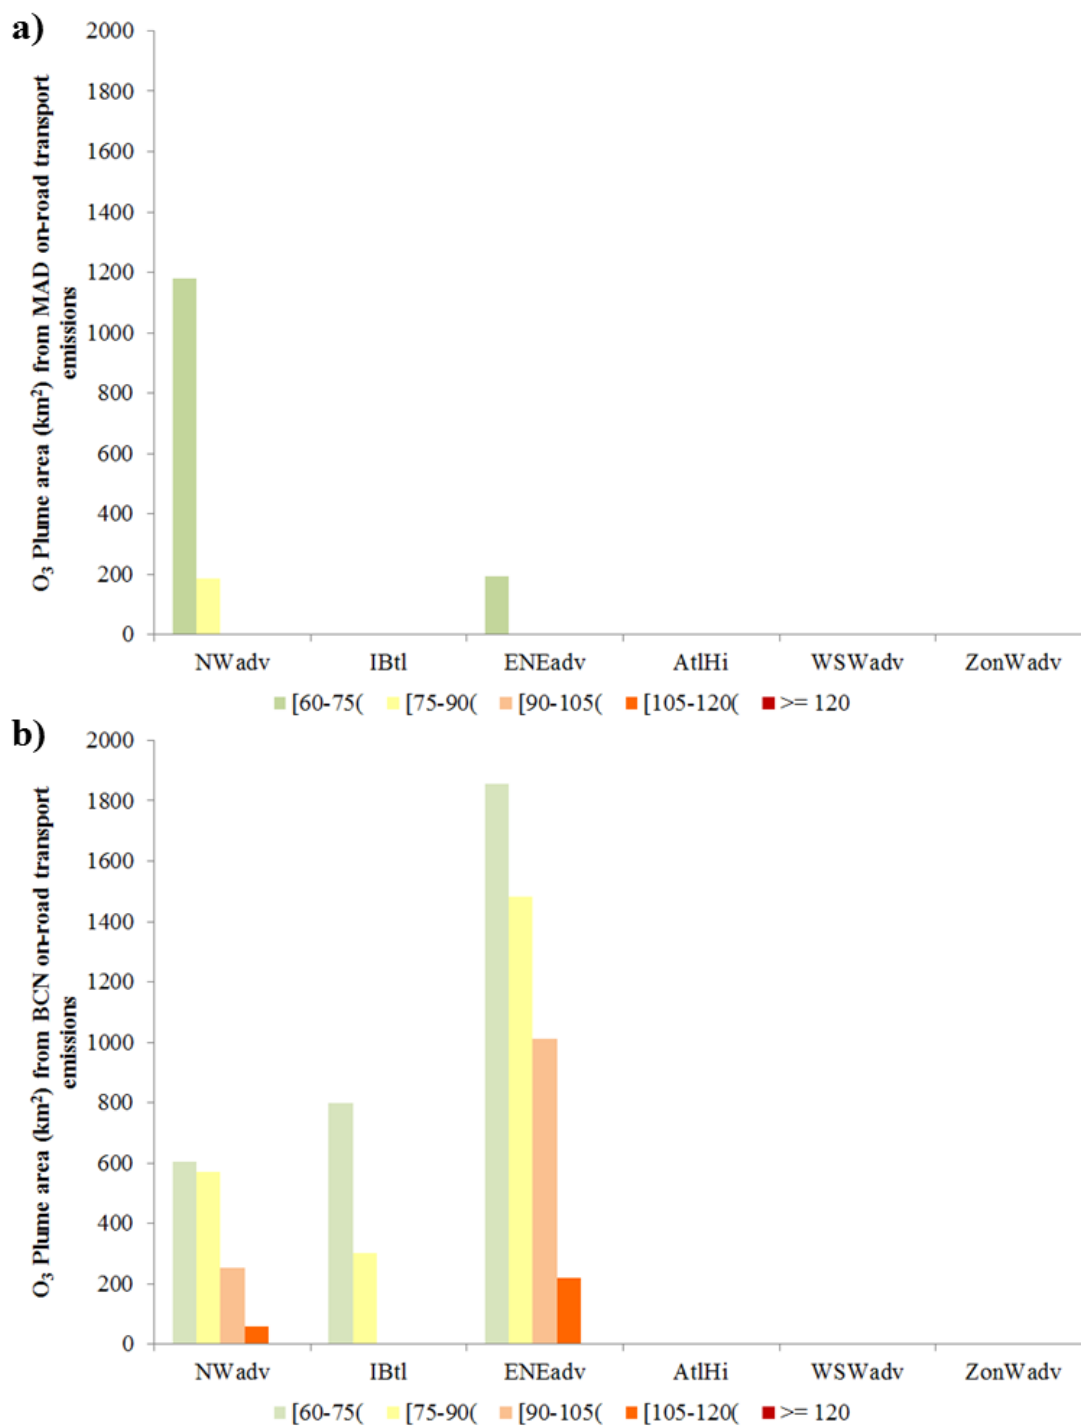 a)
O₃ Plume area (km²) from MAD on-road transport
emissions
2000
1800
1600
1400
1200
1000
800
600
400
200
0
NWadv IBtl ENEadv AtlHi WSWadv ZonWadv
[60-75( [75-90( [90-105( [105-120( >= 120
b)
O₃ Plume area (km²) from BCN on-road transport
emissions
2000
1800
1600
1400
1200
1000
800
600
400
200
0
NWadv IBtl ENEadv AtlHi WSWadv ZonWadv
[60-75( [75-90( [90-105( [105-120( >= 120